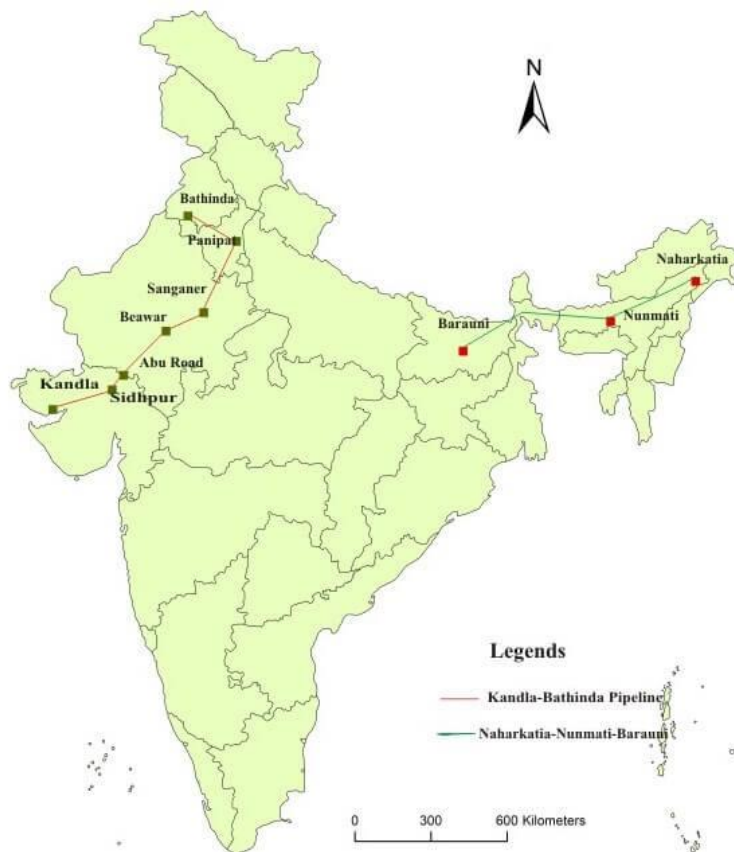 N
Bathinda
Panipat
Naharkatia
Sanganer
Beawar
Nunmati
Barauni
Abu Road
Kandla
Sidhpur
Legends
Kandla-Bathinda Pipeline
Naharkatia-Nunmati-Barauni
0 300 600 Kilometers